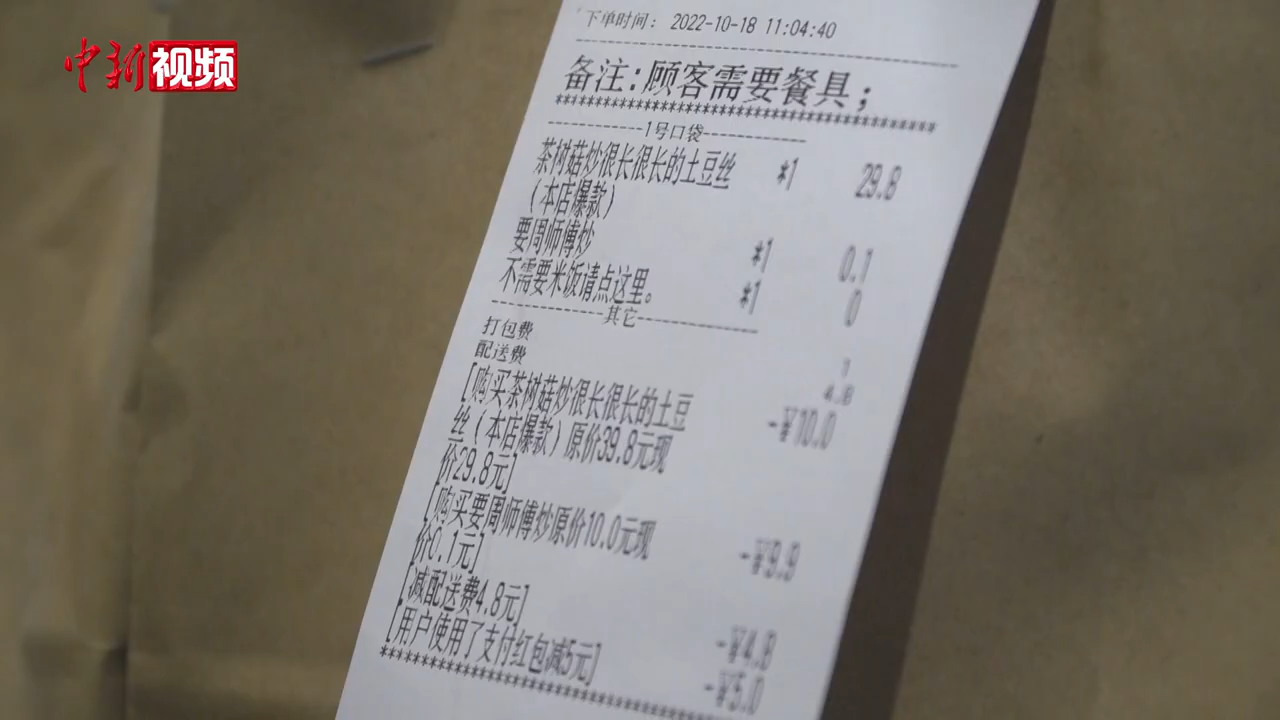 中新视频
下单时间: 2022-10-18 11:04:40
备注:顾客需要餐具;
**********************************
----------1号口袋----------
茶树菇炒很长很长的土豆丝 *1 29.8
(本店爆款)
要周师傅炒 *1 0.1
不需要米饭请点这里。 *1 0
----------其它----------
打包费 1
配送费 4.8
[购买茶树菇炒很长很长的土豆 -¥10.0
丝(本店爆款)原价39.8元现
价29.8元]
[购买要周师傅炒原价10.0元现 -¥9.9
价0.1元]
[减配送费4.8元] -¥4.8
[用户使用了支付红包减5元] -¥5.0
**********************************